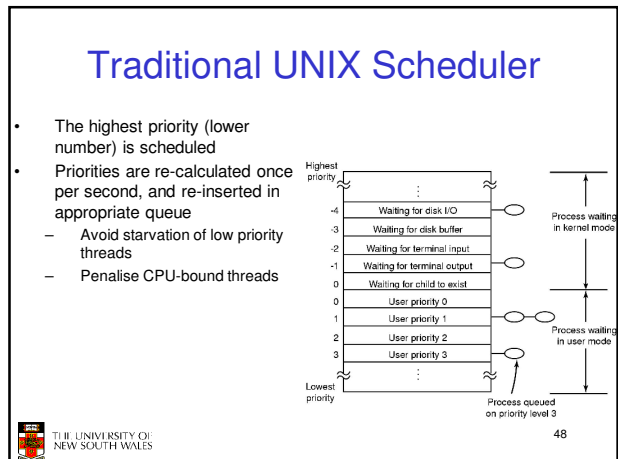 Traditional UNIX Scheduler
• The highest priority (lower
number) is scheduled
• Priorities are re-calculated once
per second, and re-inserted in
appropriate queue
– Avoid starvation of low priority
threads
– Penalise CPU-bound threads
Highest
priority
-4 Waiting for disk I/O
-3 Waiting for disk buffer
-2 Waiting for terminal input
-1 Waiting for terminal output
0 Waiting for child to exist
0 User priority 0
1 User priority 1
2 User priority 2
3 User priority 3
Lowest
priority
Process waiting
in kernel mode
Process waiting
in user mode
Process queued
on priority level 3
THE UNIVERSITY OF
NEW SOUTH WALES
48